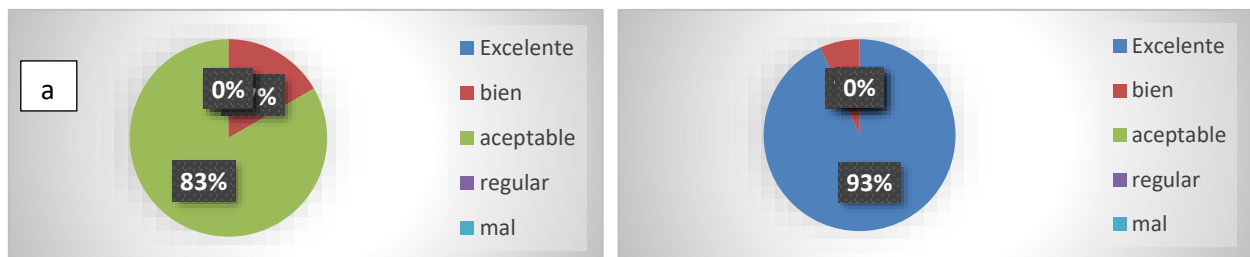 a
0%
83%
Excelente
bien
aceptable
regular
mal
0%
93%
Excelente
bien
aceptable
regular
mal